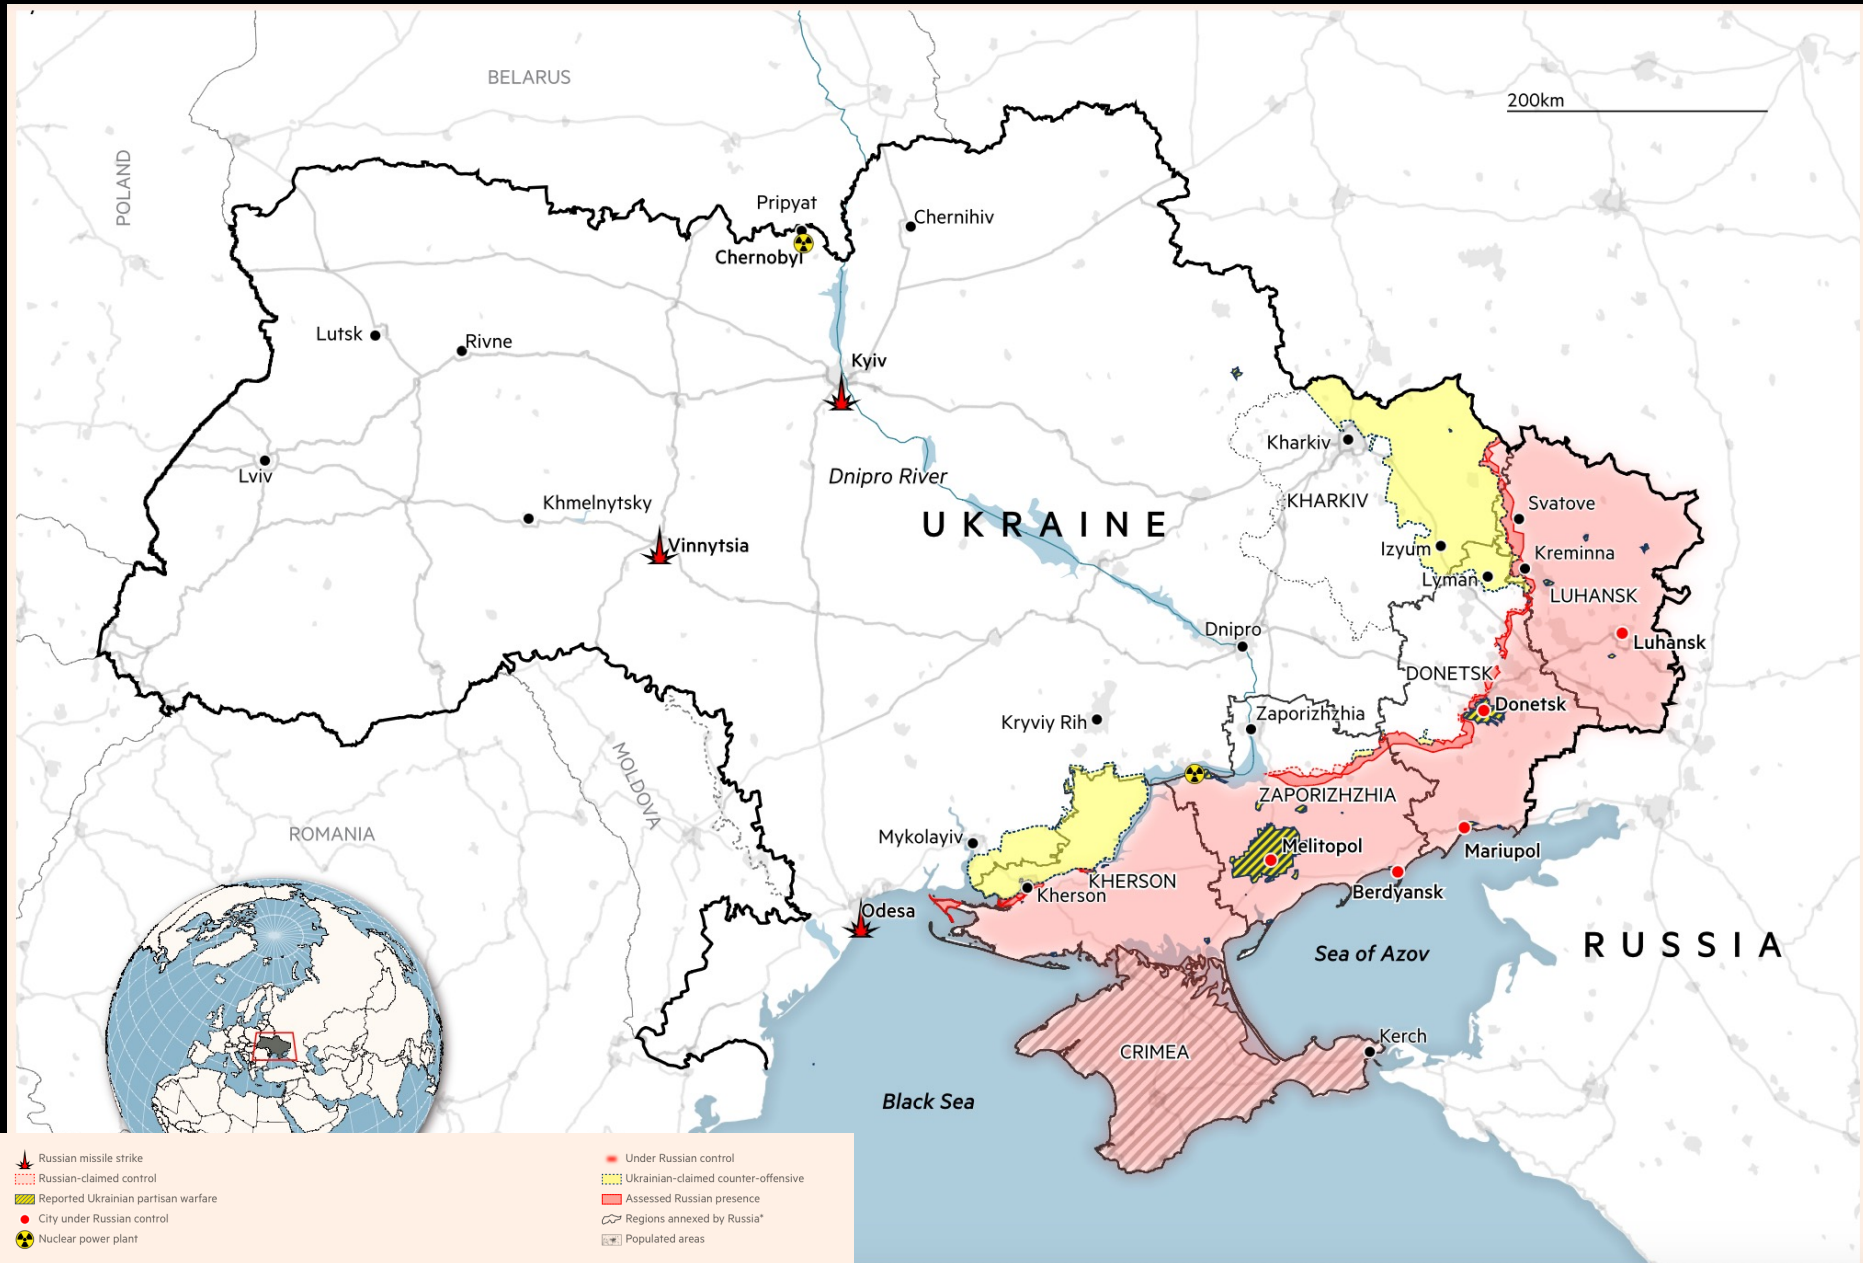 BELARUS
200km
POLAND
Pripyat
Chernihiv
Chernobyl
Lutsk
Rivne
Kyiv
Kharkiv
Lviv
Dnipro River
Khmelnytsky
KHARKIV
Svatove
UKRAINE
Vinnytsia
Izyum
Kreminna
Lyman
LUHANSK
Dnipro
Luhansk
DONETSK
Donetsk
Zaporizhzhia
Kryviy Rih
MOLDOVA
ZAPORIZHZHIA
ROMANIA
Mykolayiv
Melitopol
Mariupol
KHERSON
Kherson
Berdyansk
Odesa
Sea of Azov
RUSSIA
Kerch
CRIMEA
Black Sea
Russian missile strike
Russian-claimed control
Reported Ukrainian partisan warfare
City under Russian control
Nuclear power plant
Under Russian control
Ukrainian-claimed counter-offensive
Assessed Russian presence
Regions annexed by Russia*
Populated areas